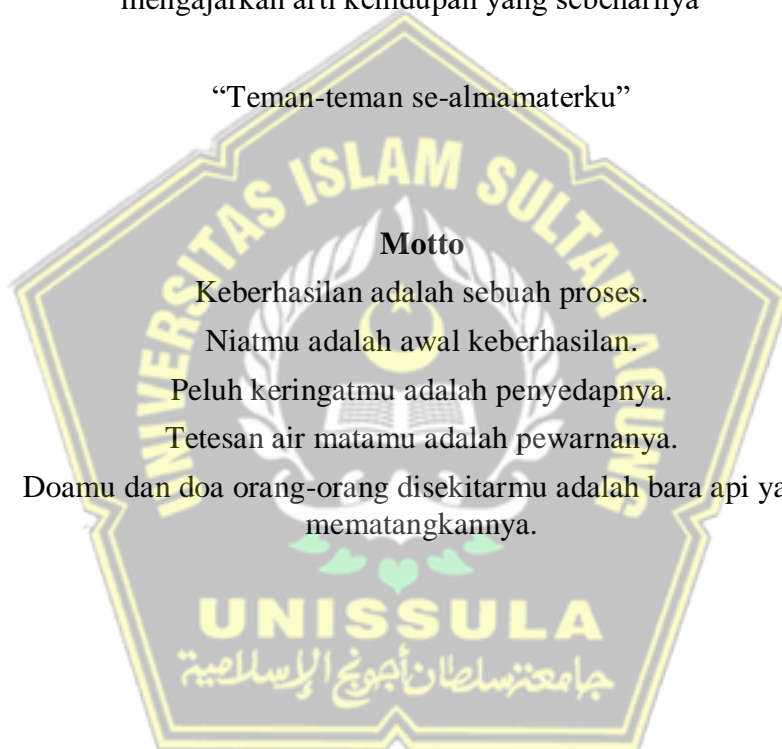 mengajarkan arti kehidupan yang sebenarnya
“Teman-teman se-almamaterku”
UNIVERSITAS ISLAM SULTAN AGUNG
Motto
Keberhasilan adalah sebuah proses.
Niatmu adalah awal keberhasilan.
Peluh keringatmu adalah penyedapnya.
Tetesan air matamu adalah pewarnanya.
Doamu dan doa orang-orang disekitarmu adalah bara api ya
mematangkannya.
UNISSULA
جامعة سلطان أجونج الإسلامية